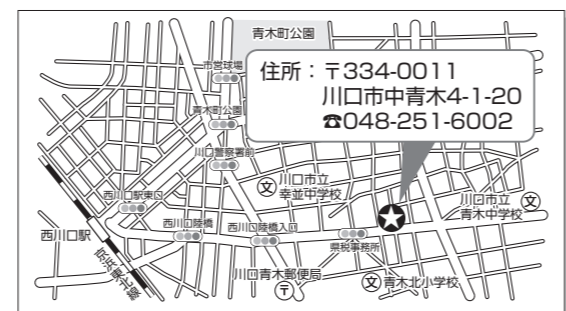 青木町公園
市営球場
住所：〒334-0011
川口市中青木4-1-20
☎048-251-6002
青木町公園
川口警察署前
文
川口市立
幸並中学校
西川口駅東口
川口市立
青木中学校
文
西川口陸橋
西川口陸橋入口
西川口駅
県税事務所
京浜東北線
川口青木郵便局
〒
文
青木北小学校